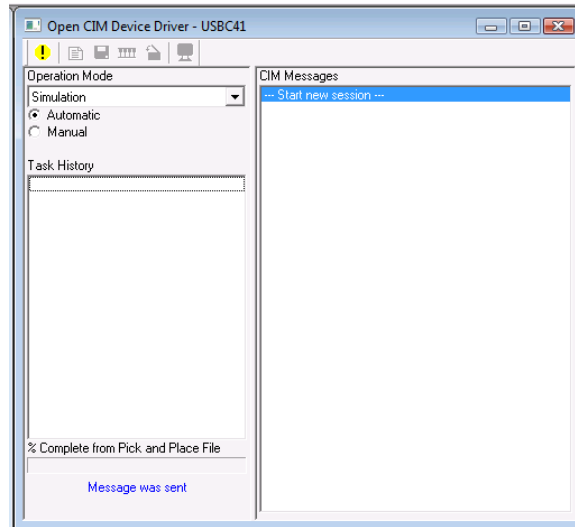 Open CIM Device Driver - USBC41
Operation Mode
Simulation
Automatic
Manual
Task History
% Complete from Pick and Place File
Message was sent
CIM Messages
--- Start new session ---